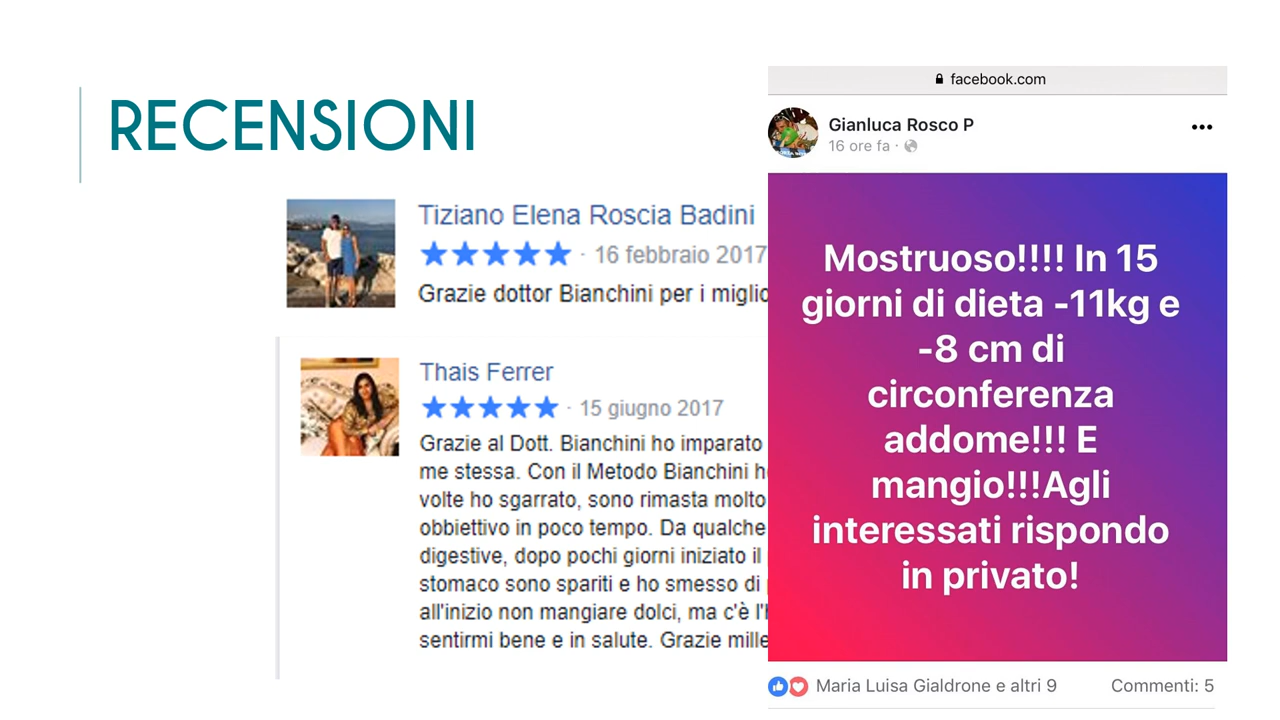 RECENSIONI
Tiziano Elena Roscia Badini
· 16 febbraio 2017
Grazie dottor Bianchini per i
Thais Ferrer
· 15 giugno 2017
Grazie al Dott. Bianchini ho imparato
me stessa. Con il Metodo Bianchini
volte ho sgarrato, sono rimasta molto
obbiettivo in poco tempo. Da qualche
digestive, dopo pochi giorni iniziato il
stomaco sono spariti e ho smesso di
all'inizio non mangiare dolci, ma c'è
sentirmi bene e in salute. Grazie mille
facebook.com
Gianluca Rosco P
16 ore fa ·
Mostruoso!!!! In 15
giorni di dieta -11kg e
-8 cm di
circonferenza
addome!!! E
mangio!!!Agli
interessati rispondo
in privato!
Maria Luisa Gialdrone e altri 9
Commenti: 5